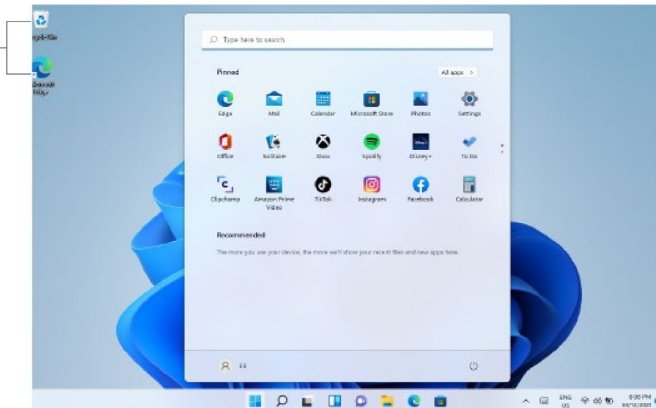 Type here to search
Pinned
All apps >
Edge
Mail
Calendar
Microsoft Store
Photos
Settings
Office
Solitaire
Xbox
Spotify
Disney+
To Do
Clipchamp
Amazon Prime
Video
TikTok
Instagram
Facebook
Calculator
Recommended
The more you use your device, the more we'll show your recent files and new apps here.
ENG
US